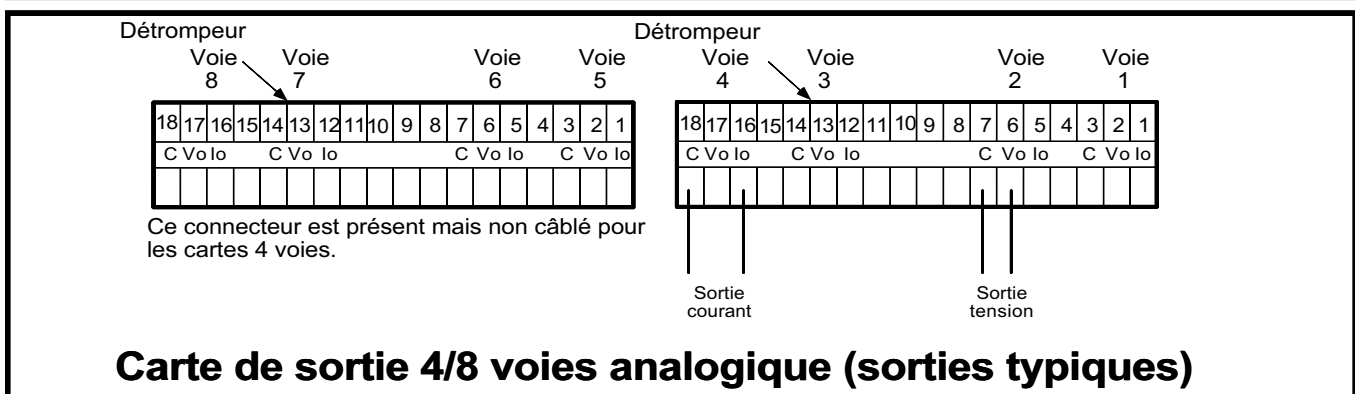 Détrompeur
Voie 8 Voie 7 Voie 6 Voie 5
18 17 16 15 14 13 12 11 10 9 8 7 6 5 4 3 2 1
C Vo Io C Vo Io C Vo Io C Vo Io
Ce connecteur est présent mais non câblé pour
les cartes 4 voies.
Détrompeur
Voie 4 Voie 3 Voie 2 Voie 1
18 17 16 15 14 13 12 11 10 9 8 7 6 5 4 3 2 1
C Vo Io C Vo Io C Vo Io C Vo Io
Sortie
courant
Sortie
tension
Carte de sortie 4/8 voies analogique (sorties typiques)